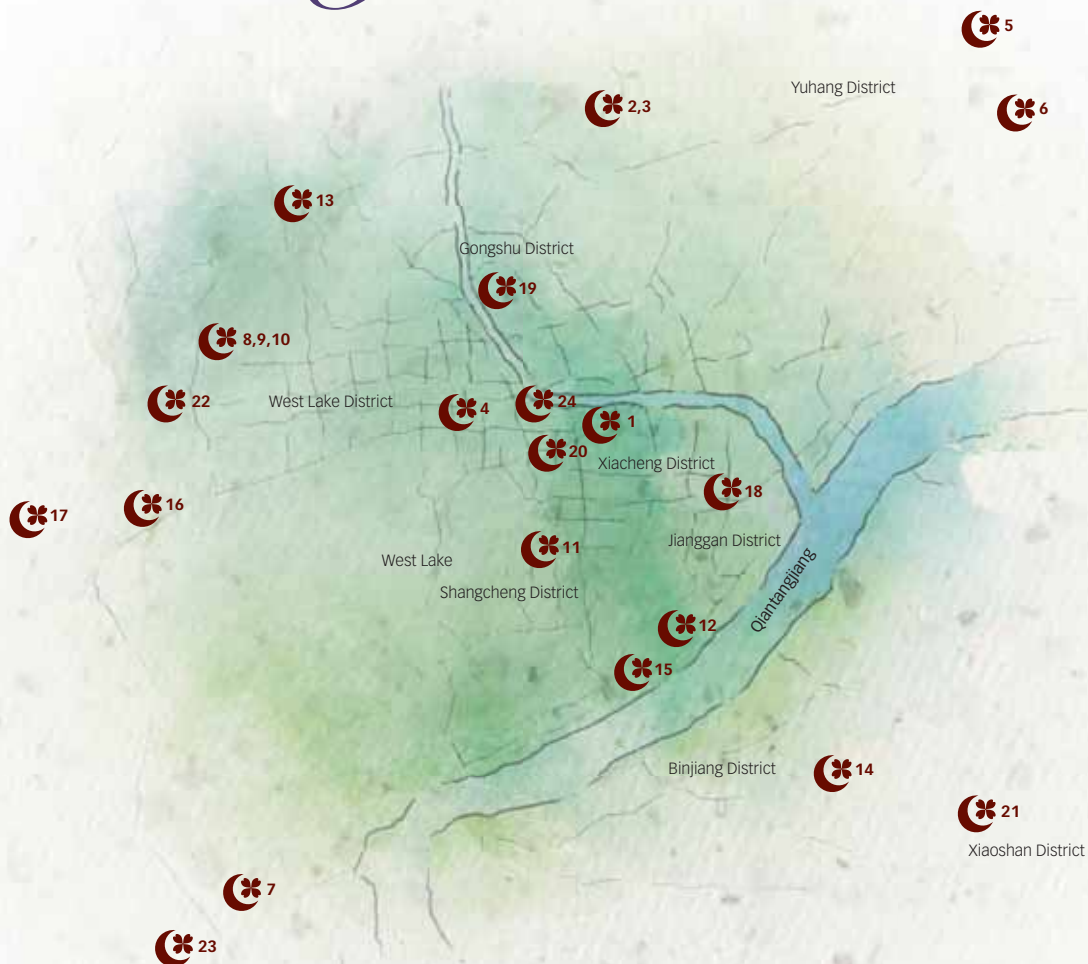 5
Yuhang District
2,3
6
13
Gongshu District
19
8,9,10
22
West Lake District
4
24
1
20
Xiacheng District
18
16
17
Jianggan District
11
West Lake
Shangcheng District
Qiantangjiang
12
15
Binjiang District
14
21
Xiaoshan District
7
23